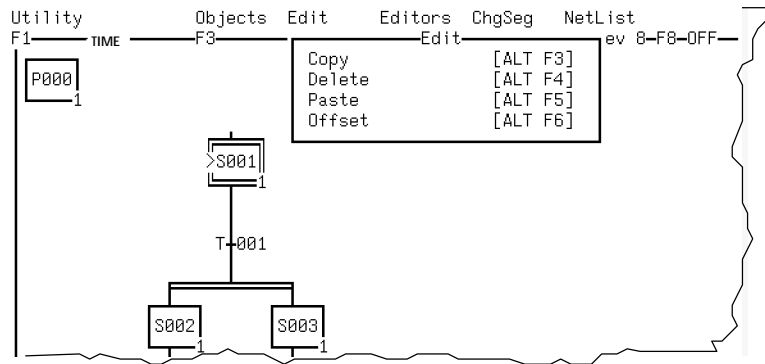 Utility Objects Edit Editors ChgSeg NetList
F1 TIME F3 Edit ev 8-F8-OFF
Copy [ALT F3]
Delete [ALT F4]
Paste [ALT F5]
Offset [ALT F6]
P000
1
>S001
1
T 001
S002
1
S003
1